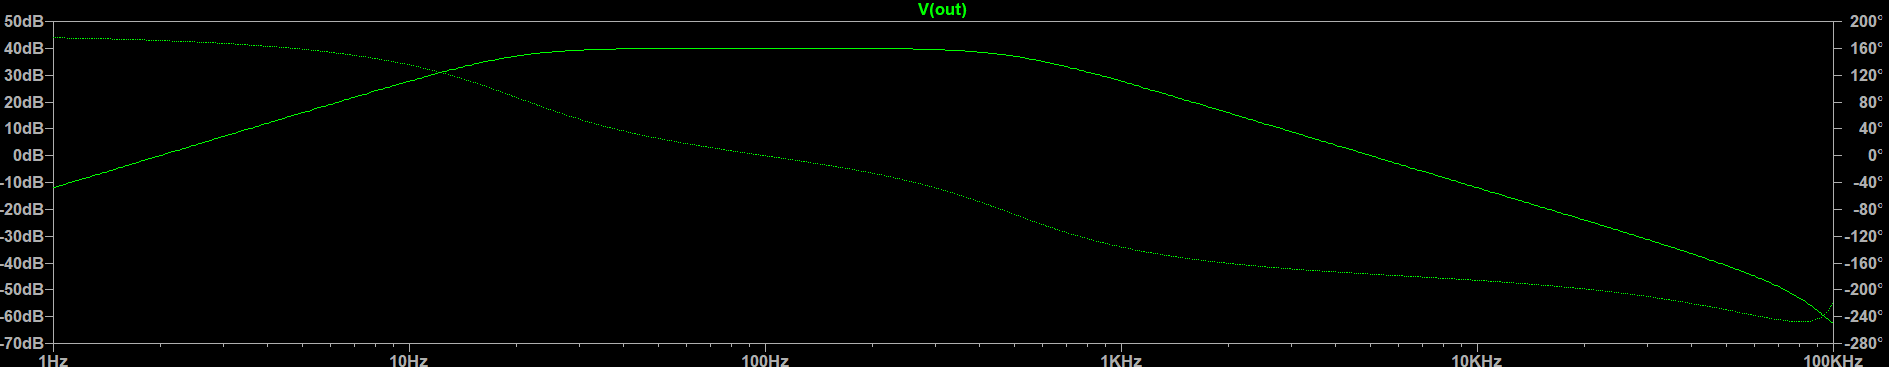 V(out)
50dB 200°
40dB 160°
30dB 120°
20dB 80°
10dB 40°
0dB 0°
-10dB -40°
-20dB -80°
-30dB -120°
-40dB -160°
-50dB -200°
-60dB -240°
-70dB -280°
1Hz 10Hz 100Hz 1KHz 10KHz 100KHz